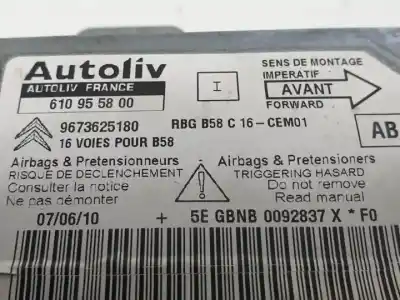 Autoliv
AUTOLIV FRANCE
610 95 58 00
I
SENS DE MONTAGE
IMPERATIF
AVANT
FORWARD
9673625180
RBG B58 C 16-CEM01
16 VOIES POUR B58
AB
Airbags & Pretensionneurs
RISQUE DE DECLENCHEMENT
Consulter la notice
Ne pas démonter
Airbags & Pretensioners
TRIGGERING HASARD
Do not remove
Read manual
07/06/10 + 5E GBNB 0092837 X * F0